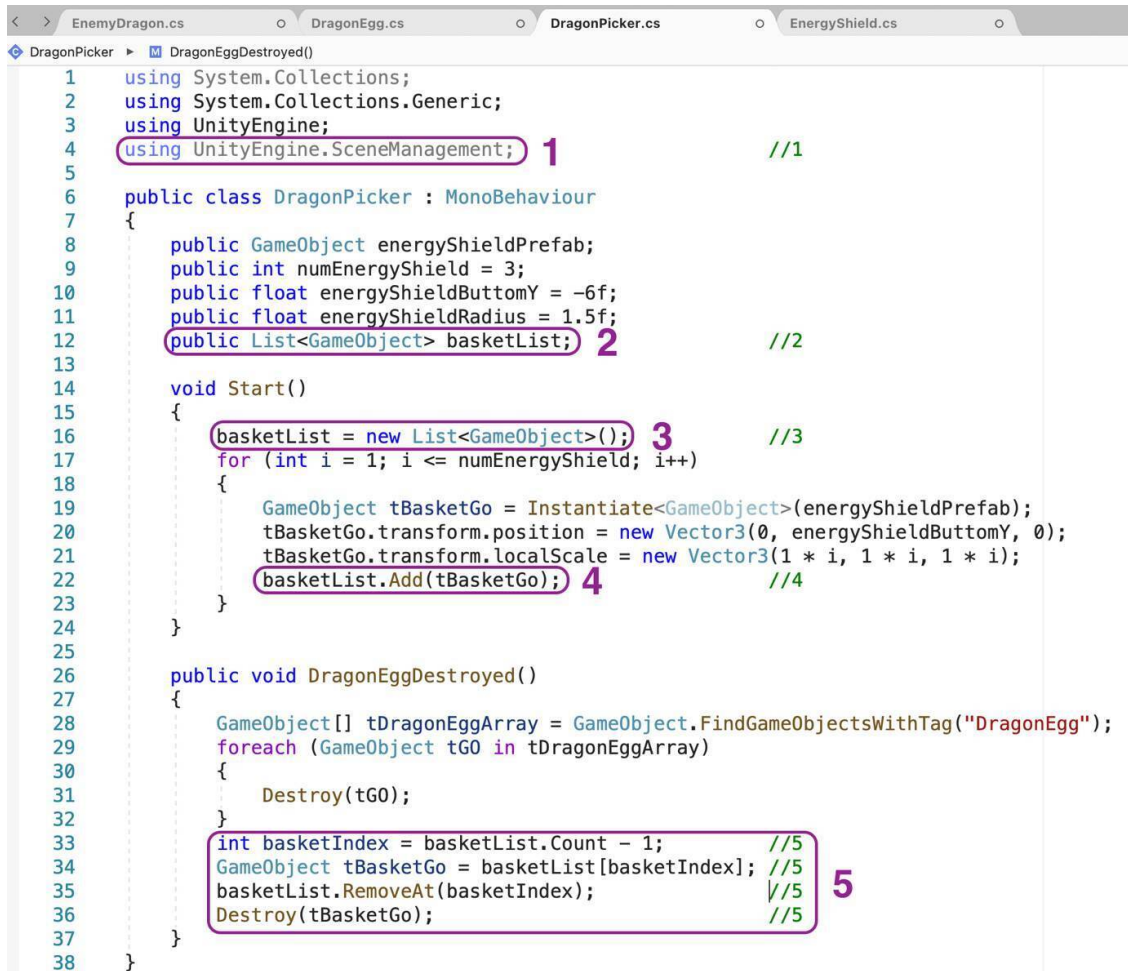 EnemyDragon.cs DragonEgg.cs DragonPicker.cs EnergyShield.cs
DragonPicker ▸ M DragonEggDestroyed()
1 using System.Collections;
2 using System.Collections.Generic;
3 using UnityEngine;
4 using UnityEngine.SceneManagement; 1 //1
5
6 public class DragonPicker : MonoBehaviour
7 {
8 public GameObject energyShieldPrefab;
9 public int numEnergyShield = 3;
10 public float energyShieldButtomY = -6f;
11 public float energyShieldRadius = 1.5f;
12 public List<GameObject> basketList; 2 //2
13
14 void Start()
15 {
16 basketList = new List<GameObject>(); 3 //3
17 for (int i = 1; i <= numEnergyShield; i++)
18 {
19 GameObject tBasketGo = Instantiate<GameObject>(energyShieldPrefab);
20 tBasketGo.transform.position = new Vector3(0, energyShieldButtomY, 0);
21 tBasketGo.transform.localScale = new Vector3(1 * i, 1 * i, 1 * i);
22 basketList.Add(tBasketGo); 4 //4
23 }
24 }
25
26 public void DragonEggDestroyed()
27 {
28 GameObject[] tDragonEggArray = GameObject.FindGameObjectsWithTag("DragonEgg");
29 foreach (GameObject tGO in tDragonEggArray)
30 {
31 Destroy(tGO);
32 }
33 int basketIndex = basketList.Count - 1; //5
34 GameObject tBasketGo = basketList[basketIndex]; //5
35 basketList.RemoveAt(basketIndex); //5 5
36 Destroy(tBasketGo); //5
37 }
38 }